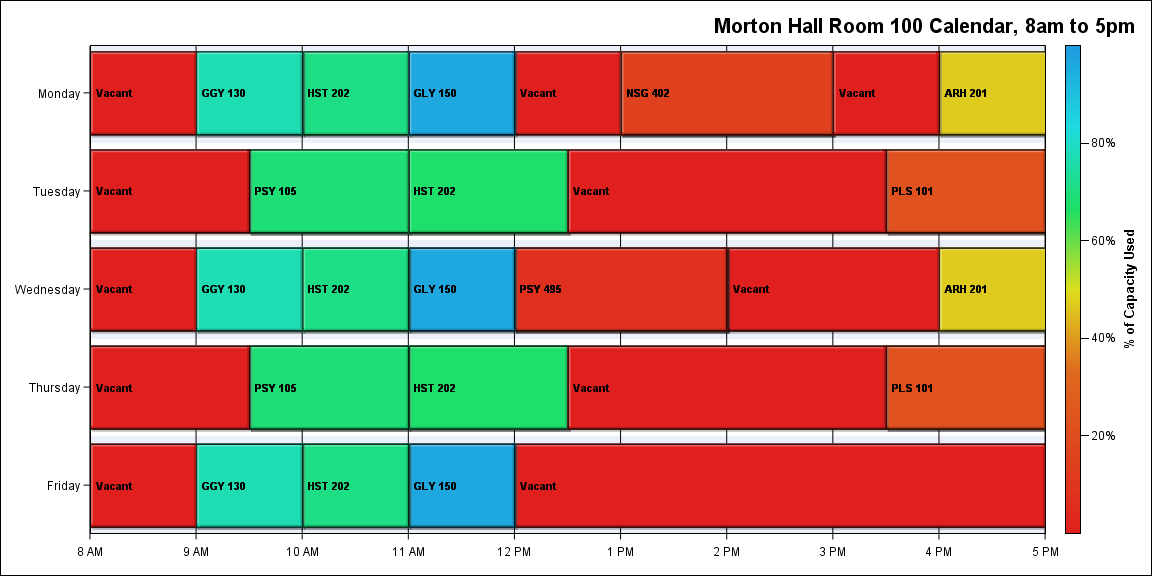 Morton Hall Room 100 Calendar, 8am to 5pm
Monday
Vacant
GGY 130
HST 202
GLY 150
Vacant
NSG 402
Vacant
ARH 201
Tuesday
Vacant
PSY 105
HST 202
Vacant
PLS 101
Wednesday
Vacant
GGY 130
HST 202
GLY 150
PSY 495
Vacant
ARH 201
Thursday
Vacant
PSY 105
HST 202
Vacant
PLS 101
Friday
Vacant
GGY 130
HST 202
GLY 150
Vacant
8 AM
9 AM
10 AM
11 AM
12 PM
1 PM
2 PM
3 PM
4 PM
5 PM
80%
60%
40%
20%
% of Capacity Used